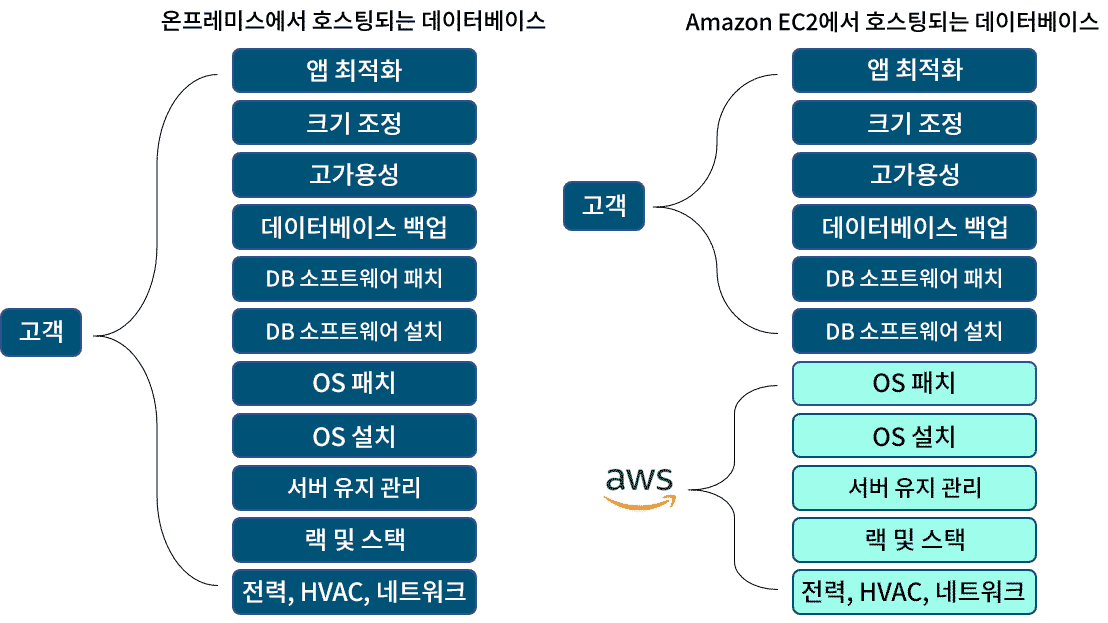 온프레미스에서 호스팅되는 데이터베이스
앱 최적화
크기 조정
고가용성
데이터베이스 백업
DB 소프트웨어 패치
DB 소프트웨어 설치
OS 패치
OS 설치
서버 유지 관리
랙 및 스택
전력, HVAC, 네트워크
고객
Amazon EC2에서 호스팅되는 데이터베이스
앱 최적화
크기 조정
고가용성
데이터베이스 백업
DB 소프트웨어 패치
DB 소프트웨어 설치
OS 패치
OS 설치
서버 유지 관리
랙 및 스택
전력, HVAC, 네트워크
고객
aws